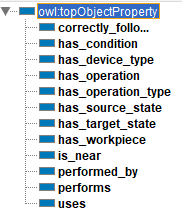 owl:topObjectProperty
correctly_follo...
has_condition
has_device_type
has_operation
has_operation_type
has_source_state
has_target_state
has_workpiece
is_near
performed_by
performs
uses